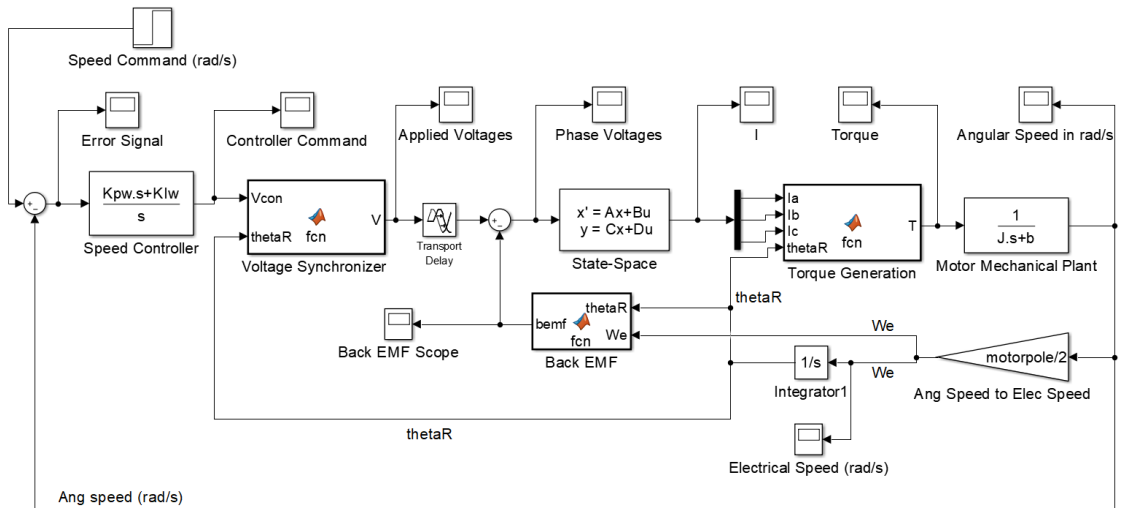 Speed Command (rad/s)
Error Signal
Controller Command
Applied Voltages
Phase Voltages
I
Torque
Angular Speed in rad/s
Kpw.s+KIw
s
Speed Controller
Vcon
thetaR
V
fcn
Voltage Synchronizer
Transport
Delay
x' = Ax+Bu
y = Cx+Du
State-Space
Ia
Ib
Ic
thetaR
T
fcn
Torque Generation
1
J.s+b
Motor Mechanical Plant
thetaR
Back EMF Scope
bemf
thetaR
We
fcn
Back EMF
We
We
1/s
Integrator1
motorpole/2
Ang Speed to Elec Speed
thetaR
Electrical Speed (rad/s)
Ang speed (rad/s)